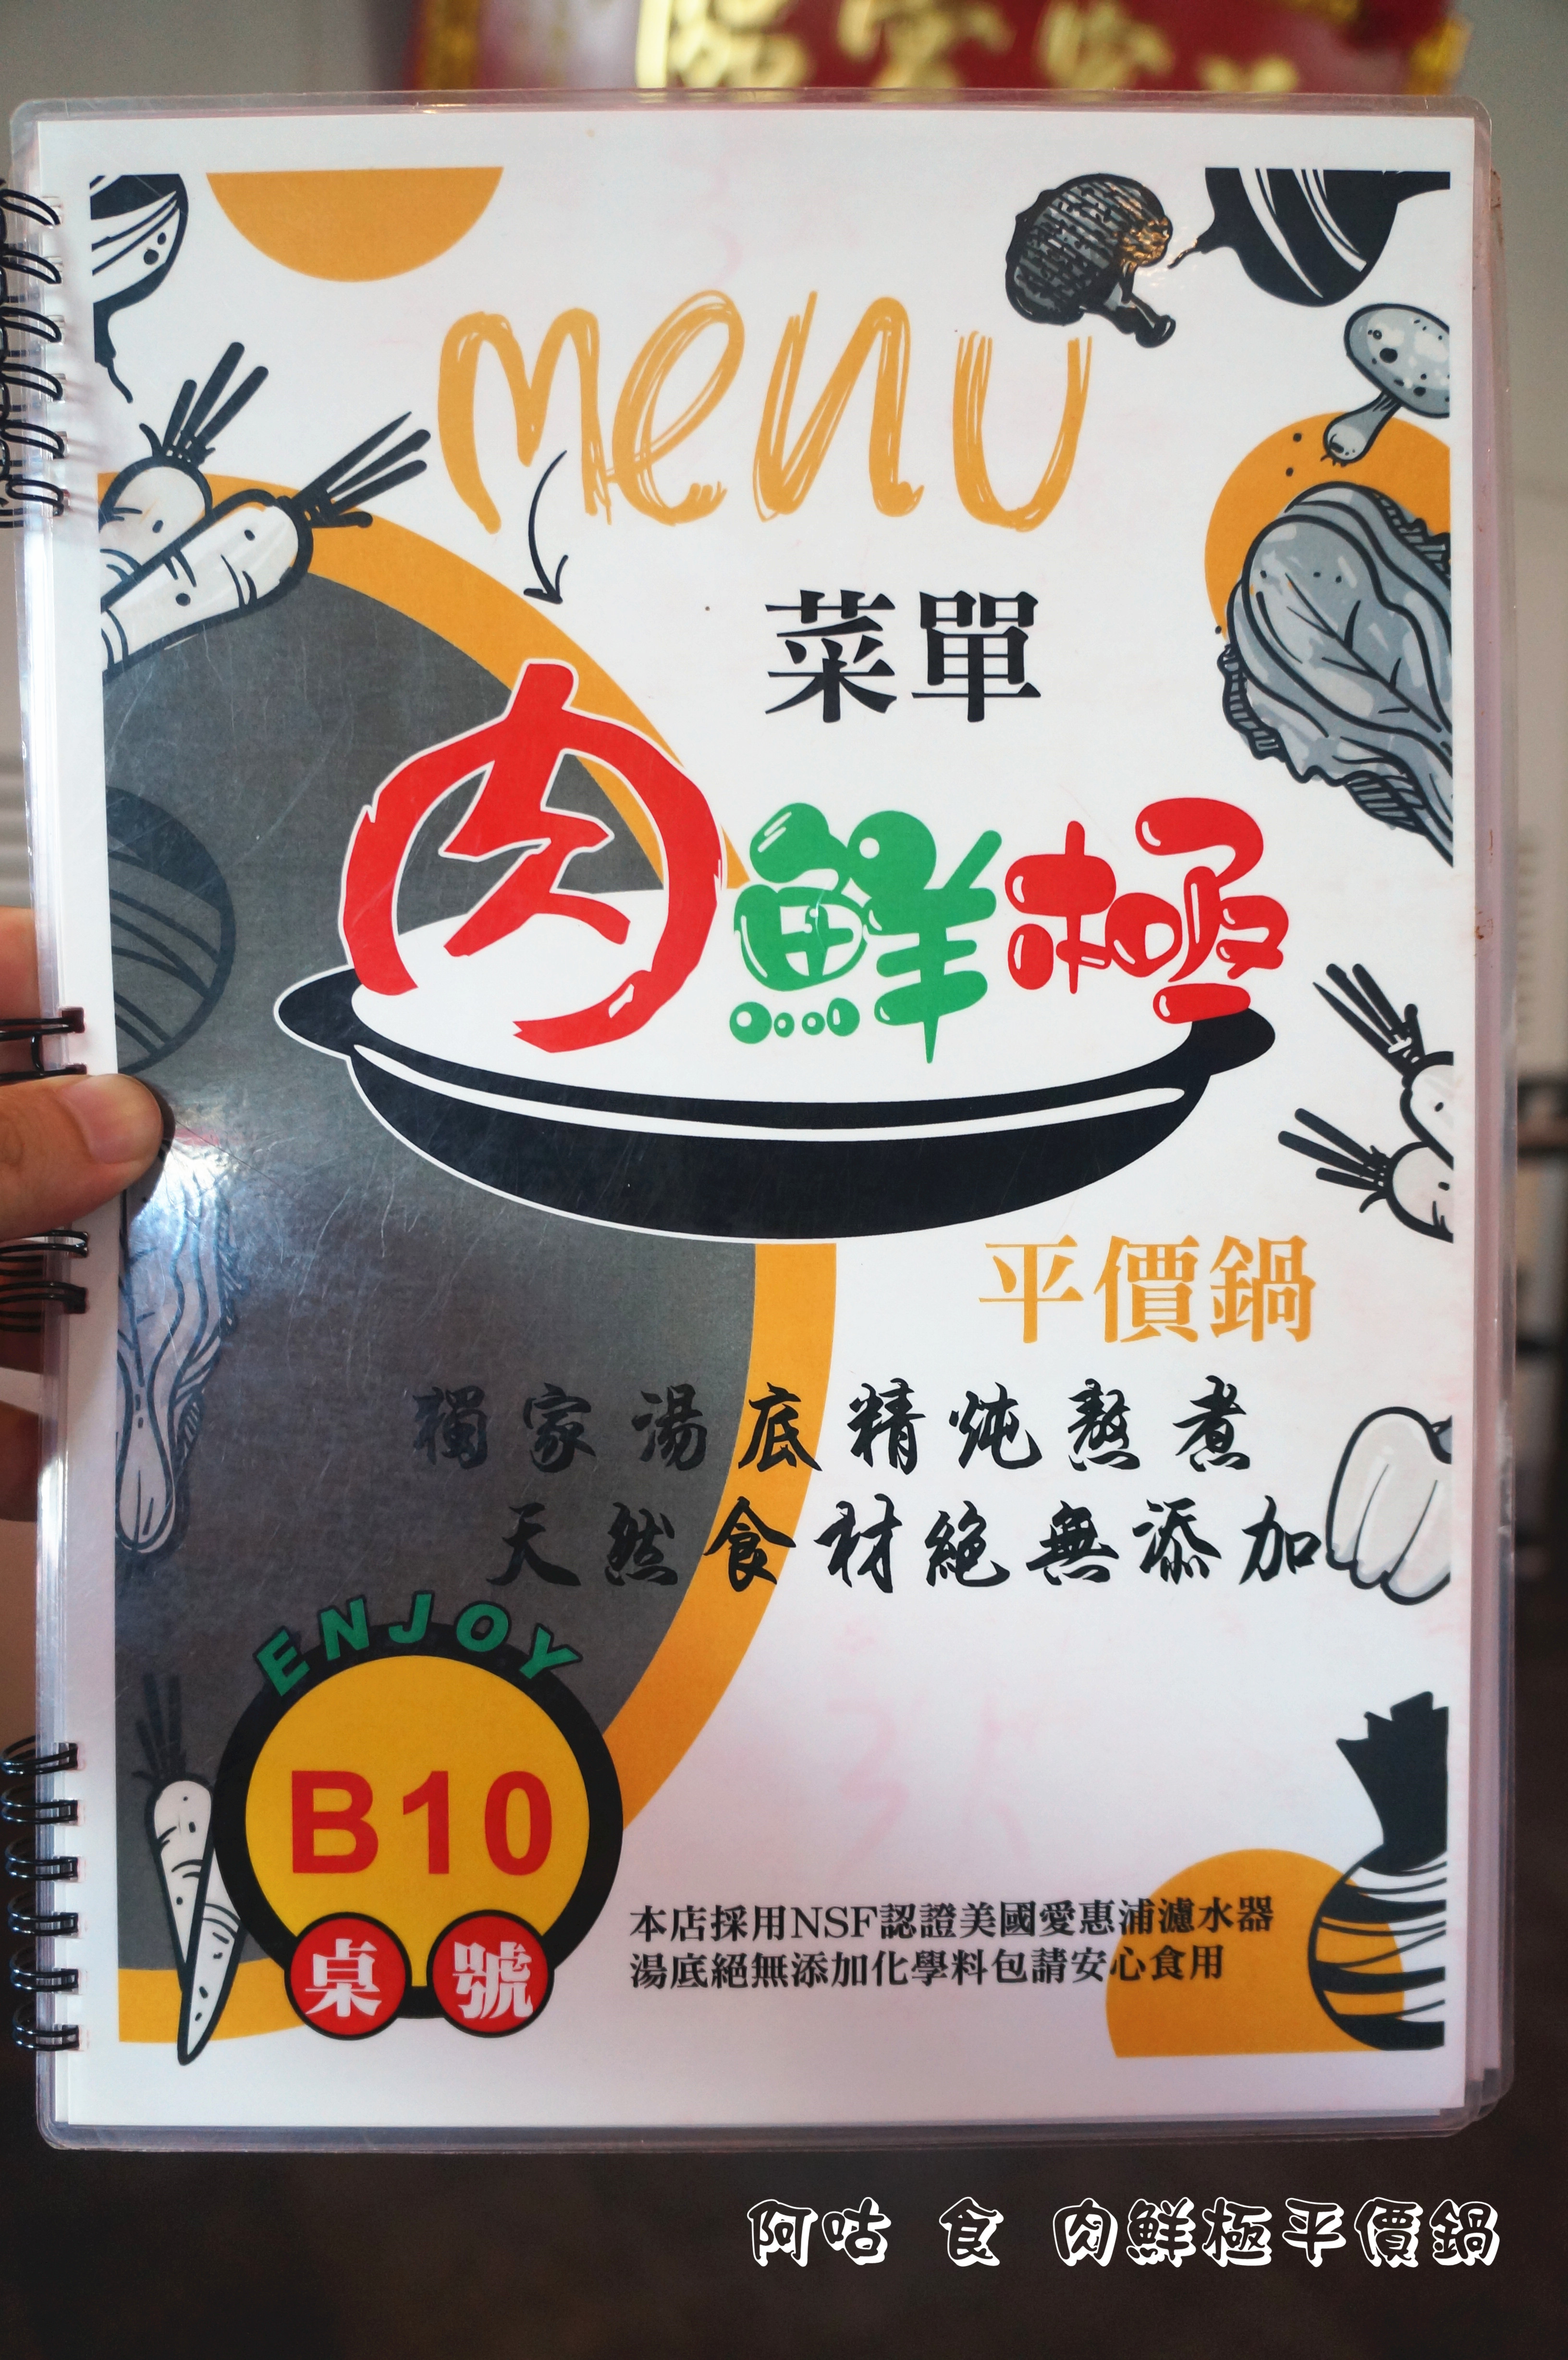 menu
菜單
肉鮮極
平價鍋
獨家湯底精炖熬煮
天然食材絕無添加
ENJOY
B10
桌號
本店採用NSF認證美國愛惠浦濾水器
湯底絕無添加化學料包請安心食用
阿咕 食 肉鮮極平價鍋